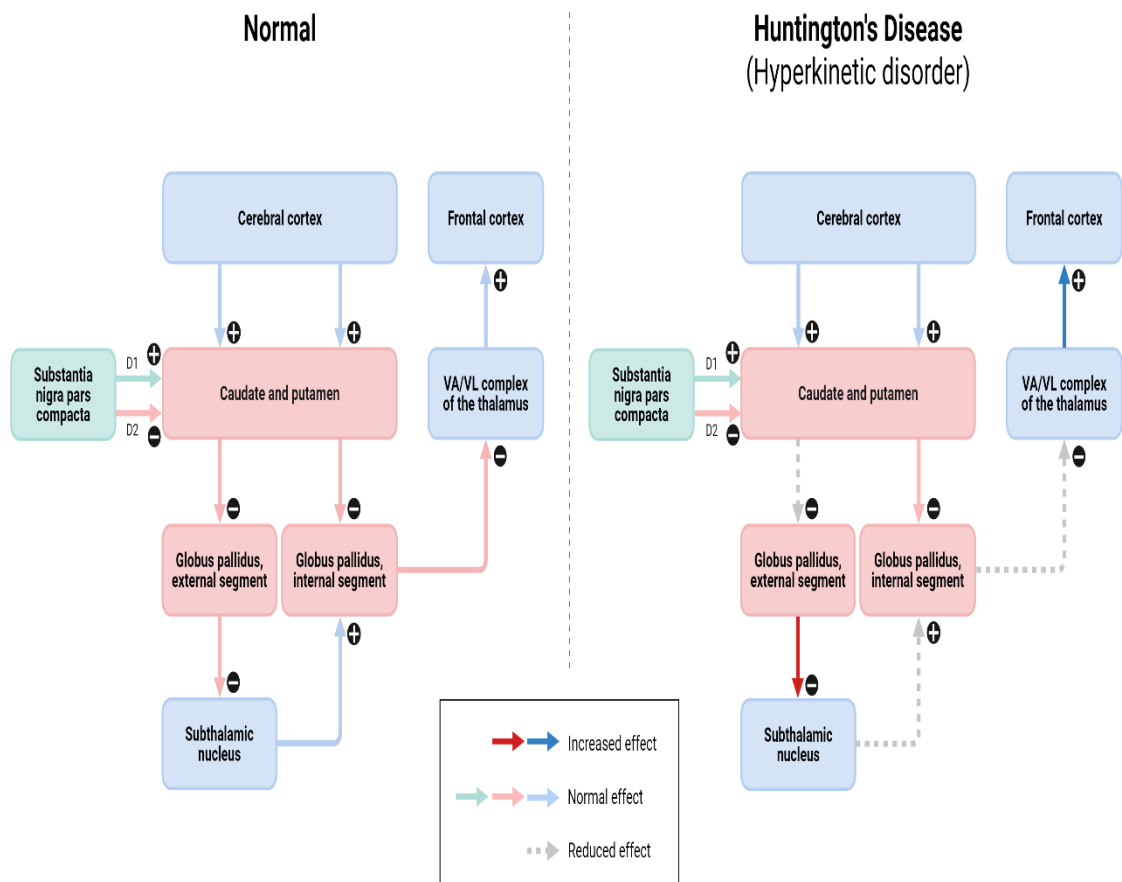 Normal
Cerebral cortex
Frontal cortex
Substantia
nigra pars
compacta
D1
D2
Caudate and putamen
VA/VL complex
of the thalamus
Globus pallidus,
external segment
Globus pallidus,
internal segment
Subthalamic
nucleus
+
+
+
+
−
−
−
−
−
+
Huntington's Disease
(Hyperkinetic disorder)
Cerebral cortex
Frontal cortex
Substantia
nigra pars
compacta
D1
D2
Caudate and putamen
VA/VL complex
of the thalamus
Globus pallidus,
external segment
Globus pallidus,
internal segment
Subthalamic
nucleus
+
+
+
+
−
−
−
−
−
+
Increased effect
Normal effect
Reduced effect